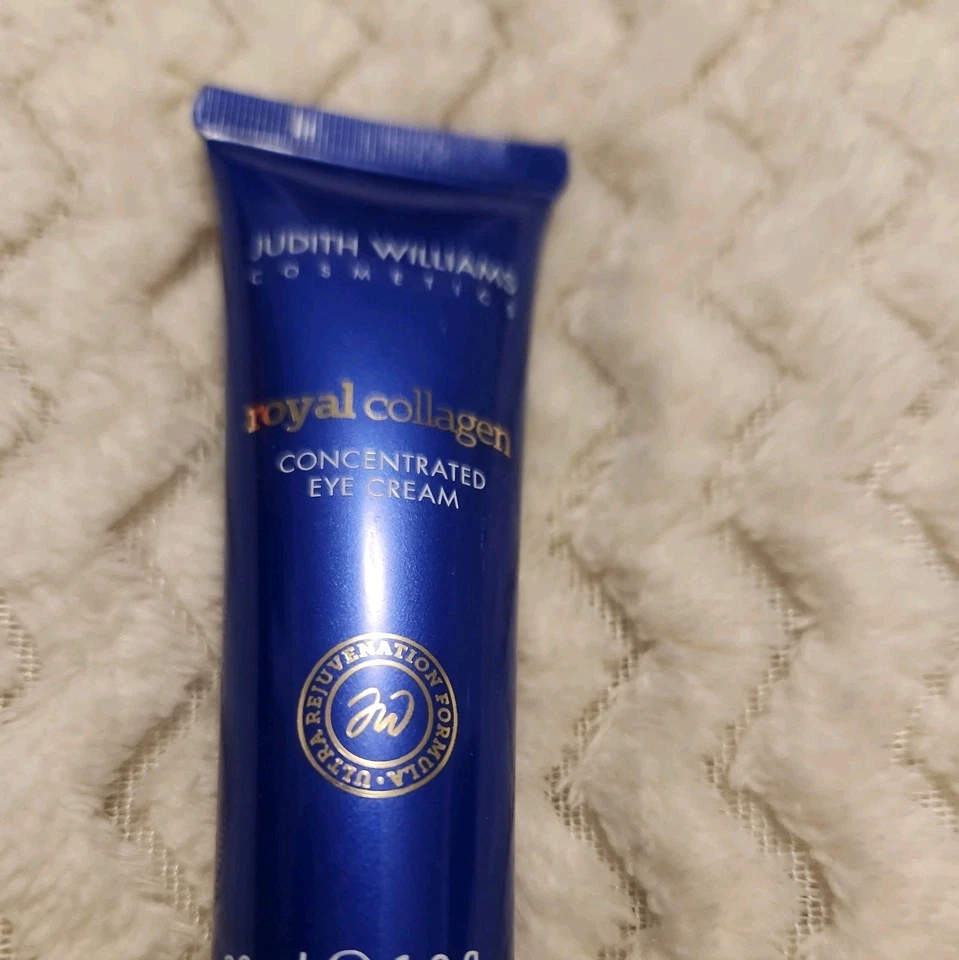 JUDITH WILLIAMS
COSMETICS
royal collagen
CONCENTRATED
EYE CREAM
ULTRA REJUVENATION FORMULA •
JW